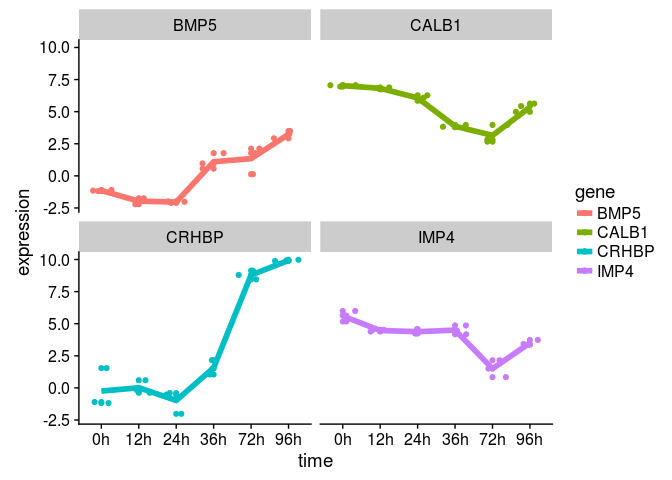 BMP5 CALB1
10.0
7.5
5.0
2.5
0.0
-2.5
CRHBP IMP4
10.0
7.5
5.0
2.5
0.0
-2.5
expression
0h 12h 24h 36h 72h 96h 0h 12h 24h 36h 72h 96h
time
gene
BMP5
CALB1
CRHBP
IMP4